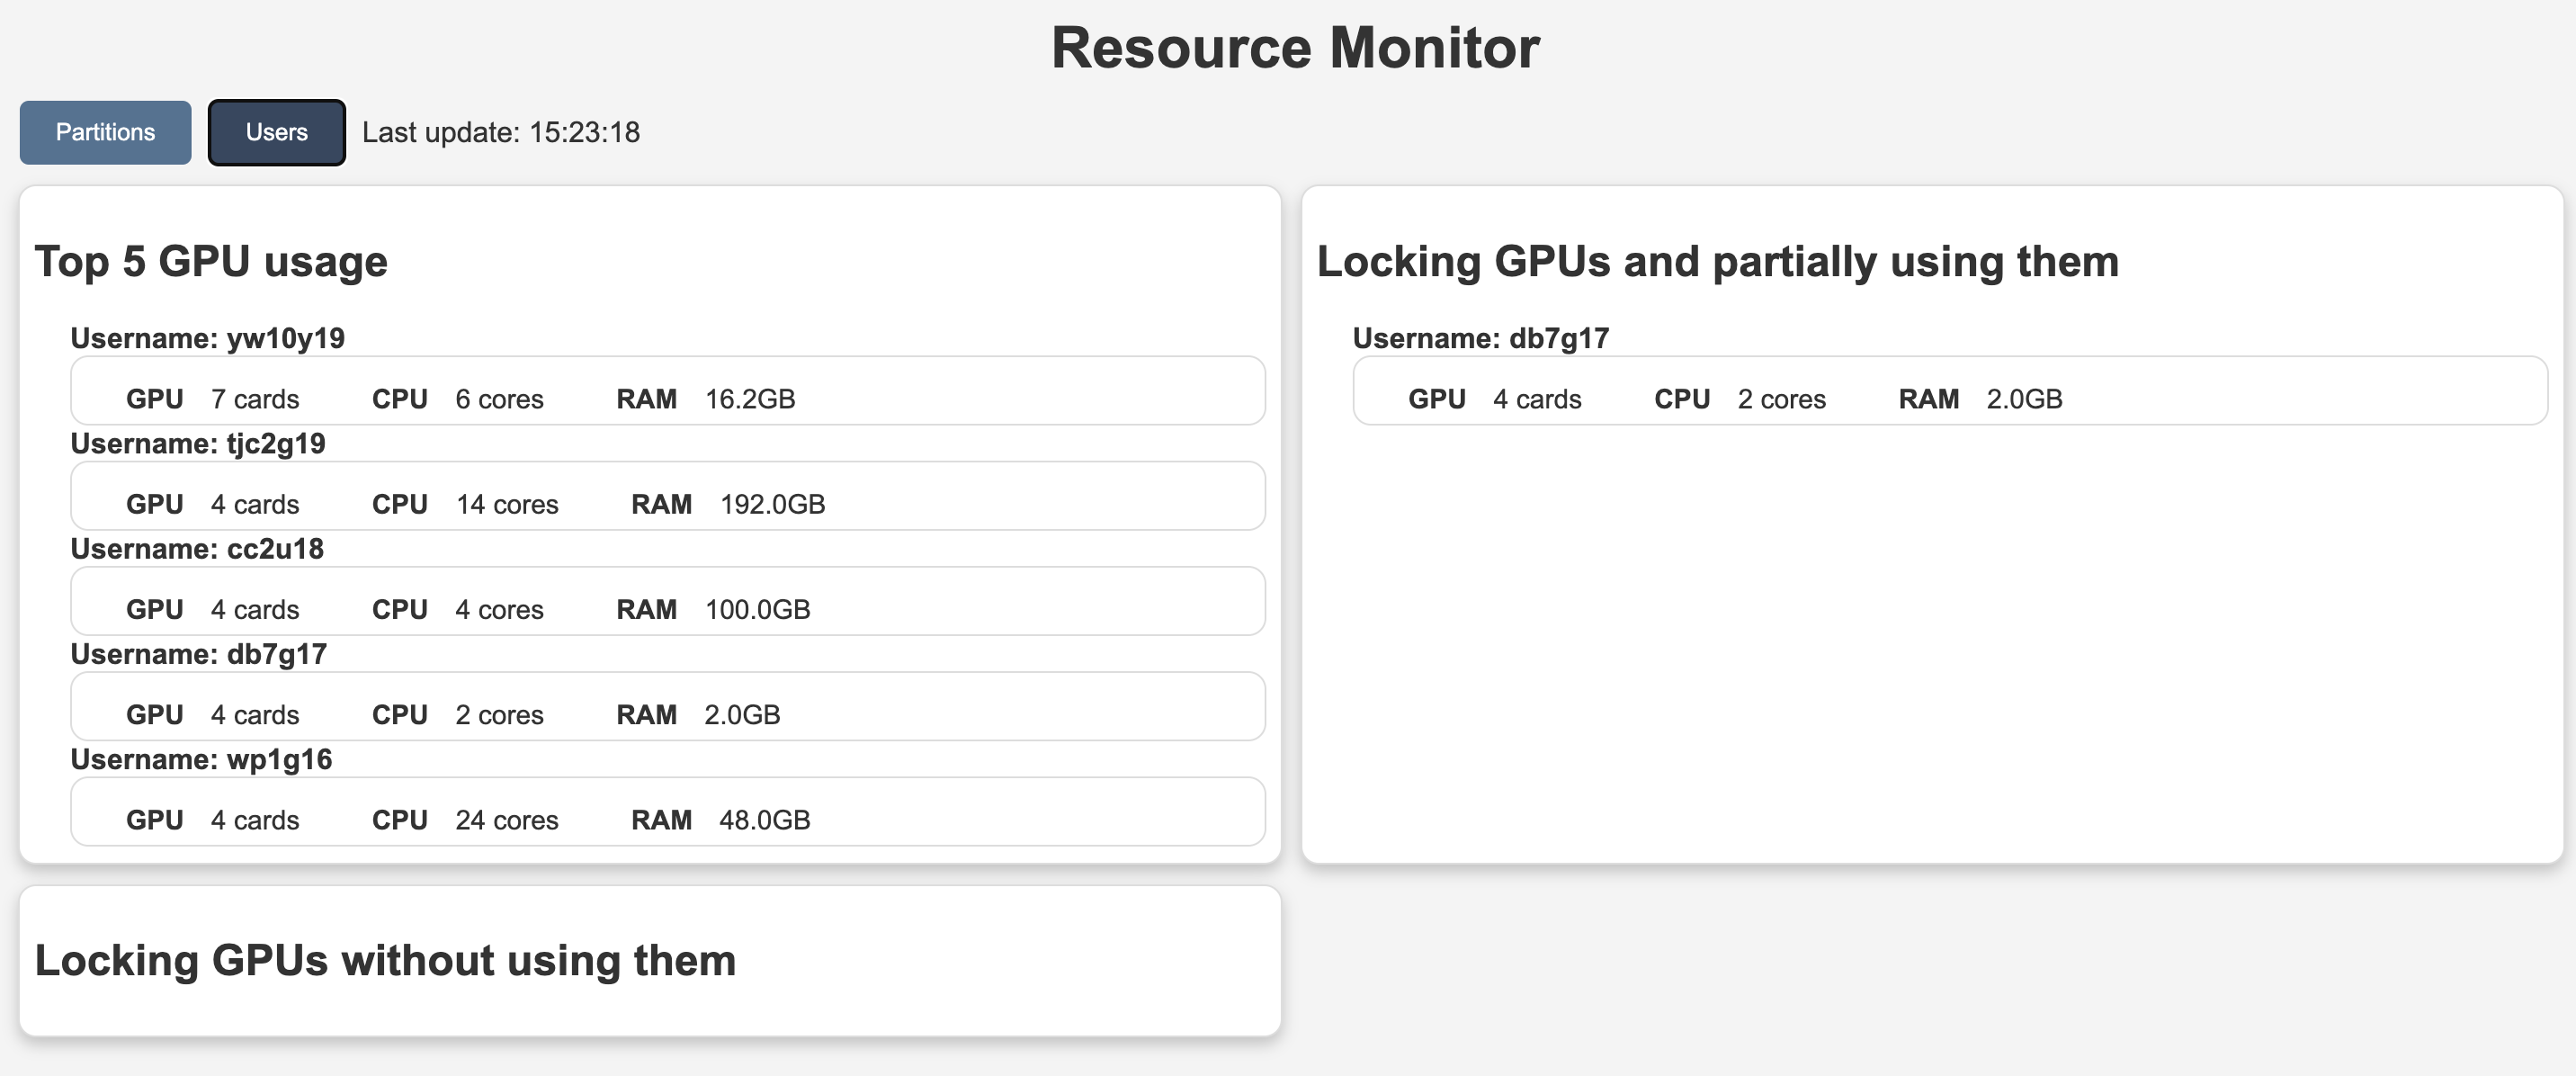 Resource Monitor
Partitions Users Last update: 15:23:18
Top 5 GPU usage
Username: yw10y19
GPU 7 cards CPU 6 cores RAM 16.2GB
Username: tjc2g19
GPU 4 cards CPU 14 cores RAM 192.0GB
Username: cc2u18
GPU 4 cards CPU 4 cores RAM 100.0GB
Username: db7g17
GPU 4 cards CPU 2 cores RAM 2.0GB
Username: wp1g16
GPU 4 cards CPU 24 cores RAM 48.0GB
Locking GPUs and partially using them
Username: db7g17
GPU 4 cards CPU 2 cores RAM 2.0GB
Locking GPUs without using them